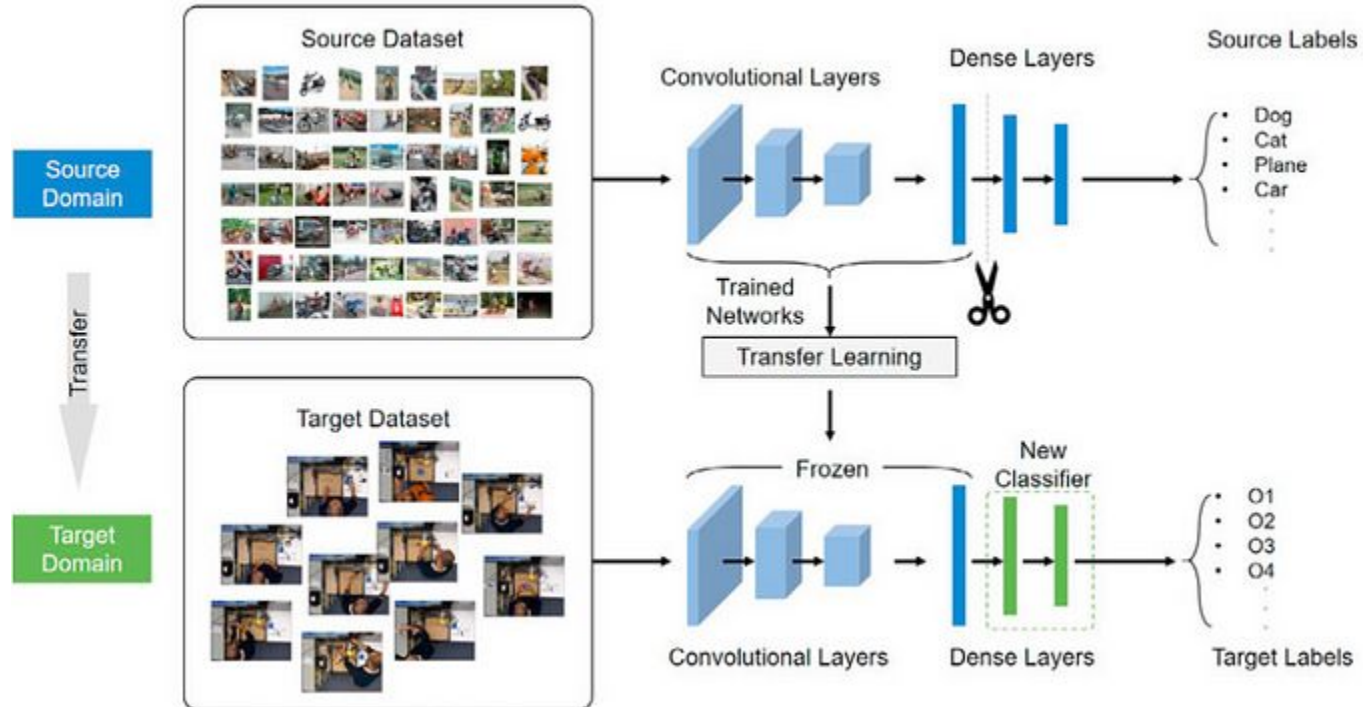 Source Dataset
Convolutional Layers
Dense Layers
Source Labels
Source
Domain
• Dog
• Cat
• Plane
• Car
Trained
Networks
Transfer Learning
Transfer
Target Dataset
Frozen
New
Classifier
Target
Domain
• O1
• O2
• O3
• O4
Convolutional Layers
Dense Layers
Target Labels